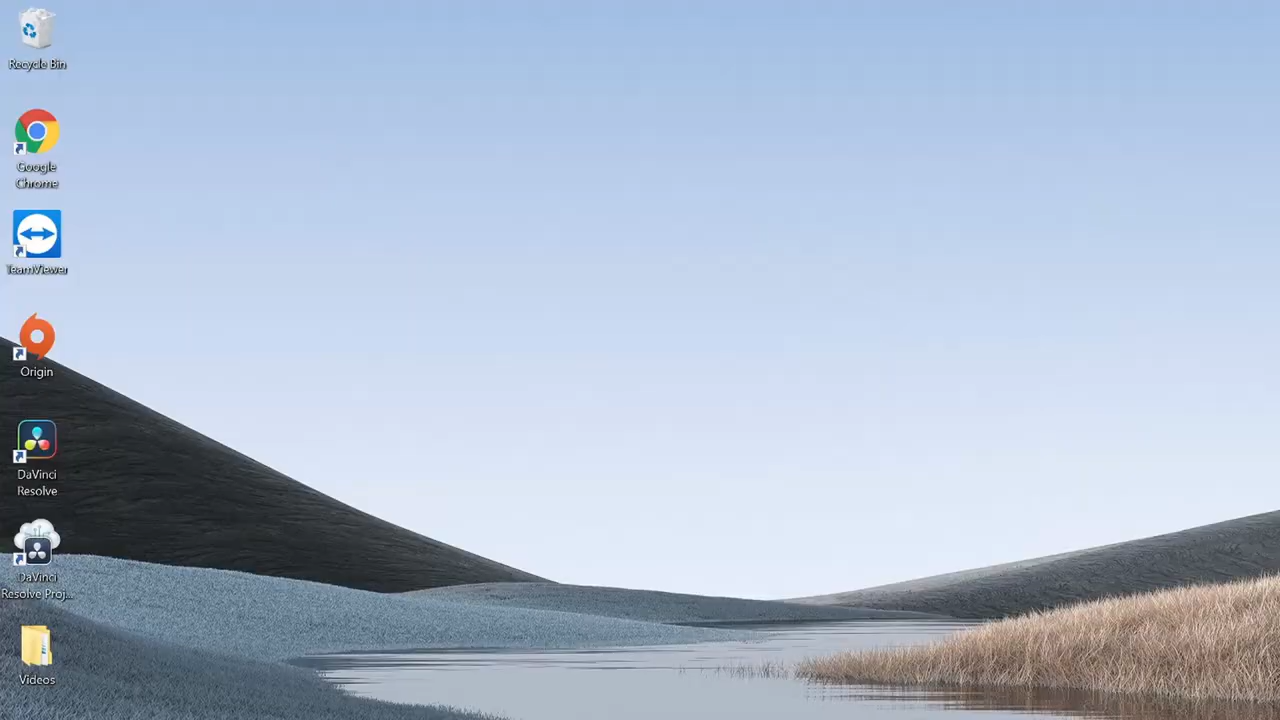 Recycle Bin
Google
Chrome
TeamViewer
Origin
DaVinci
Resolve
DaVinci
Resolve Proj...
Videos